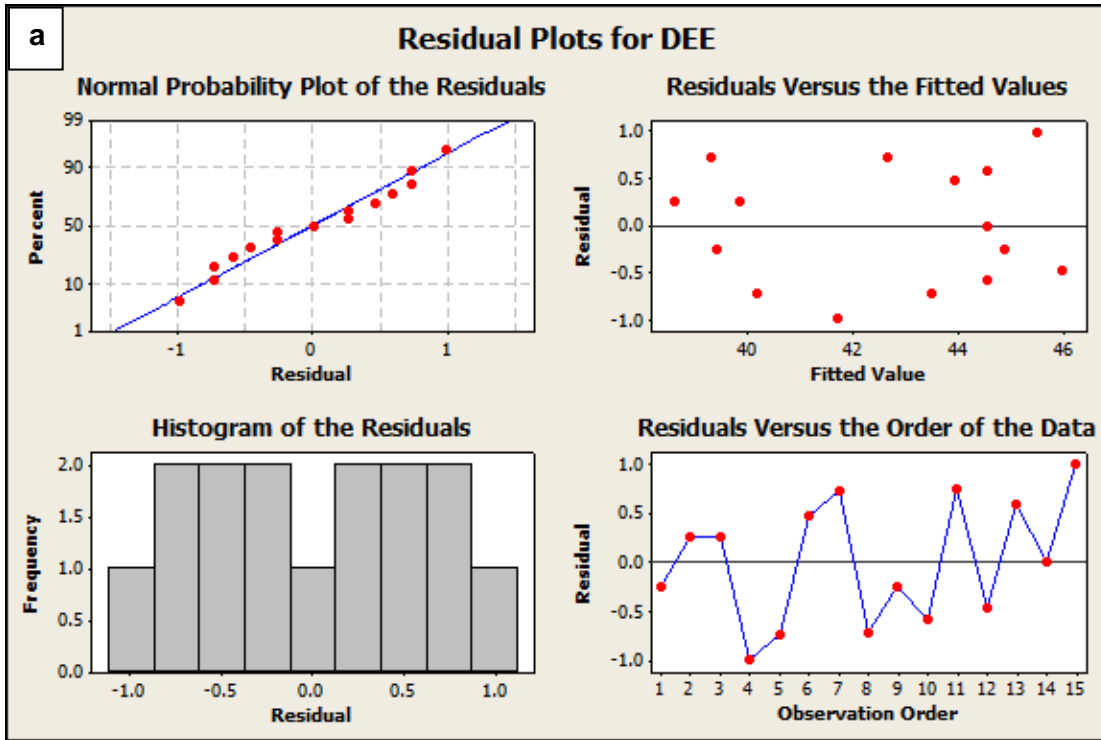 a
Residual Plots for DEE
Normal Probability Plot of the Residuals
99
90
50
10
1
Percent
-1 0 1
Residual
Residuals Versus the Fitted Values
1.0
0.5
0.0
-0.5
-1.0
Residual
40 42 44 46
Fitted Value
Histogram of the Residuals
2.0
1.5
1.0
0.5
0.0
Frequency
-1.0 -0.5 0.0 0.5 1.0
Residual
Residuals Versus the Order of the Data
1.0
0.5
0.0
-0.5
-1.0
Residual
1 2 3 4 5 6 7 8 9 10 11 12 13 14 15
Observation Order